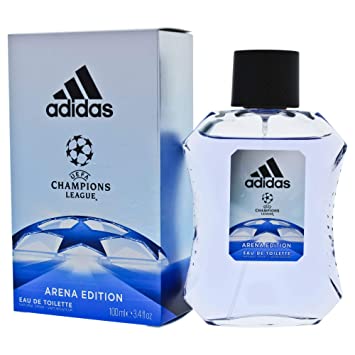 adidas
UEFA
CHAMPIONS
LEAGUE
ARENA EDITION
EAU DE TOILETTE
100ml • 3.4fl.oz
adidas
UEFA
CHAMPIONS
LEAGUE
ARENA EDITION
EAU DE TOILETTE